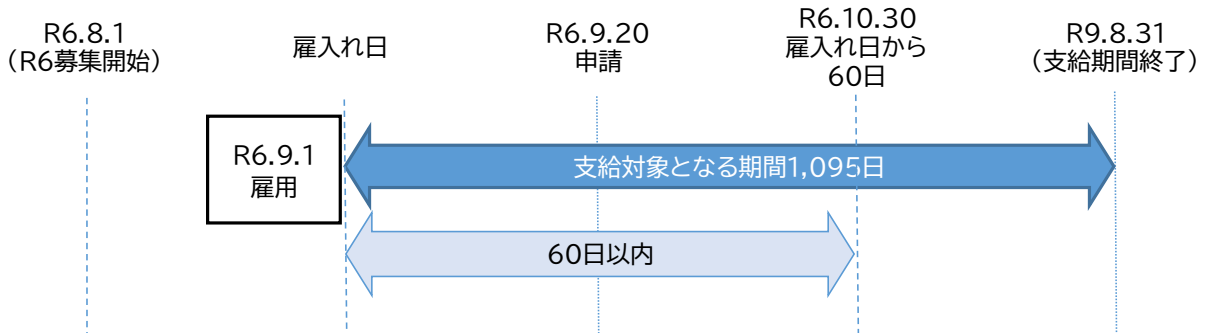 R6.8.1
（R6募集開始）
雇入れ日
R6.9.20
申請
R6.10.30
雇入れ日から
60日
R9.8.31
（支給期間終了）
R6.9.1
雇用
支給対象となる期間1,095日
60日以内